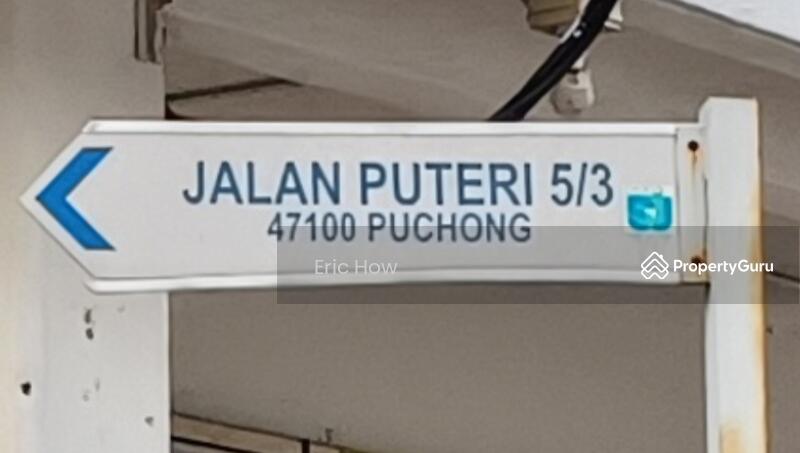 JALAN PUTERI 5/3
47100 PUCHONG
Eric How
PropertyGuru